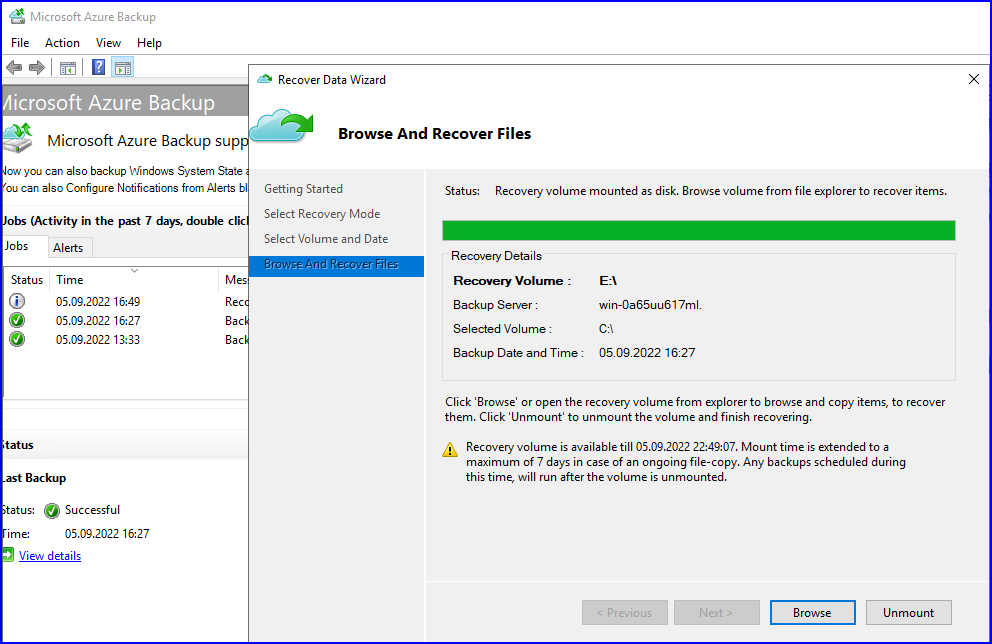 Microsoft Azure Backup
File Action View Help
Microsoft Azure Backup
Microsoft Azure Backup supp
Now you can also backup Windows System State a
You can also Configure Notifications from Alerts bl
Jobs (Activity in the past 7 days, double clic
Jobs Alerts
Status Time Mes
05.09.2022 16:49 Reco
05.09.2022 16:27 Back
05.09.2022 13:33 Back
Status
Last Backup
Status: Successful
Time: 05.09.2022 16:27
View details
Recover Data Wizard
Browse And Recover Files
Getting Started
Select Recovery Mode
Select Volume and Date
Browse And Recover Files
Status: Recovery volume mounted as disk. Browse volume from file explorer to recover items.
Recovery Details
Recovery Volume : E:\
Backup Server : win-0a65uu617ml.
Selected Volume : C:\
Backup Date and Time : 05.09.2022 16:27
Click 'Browse' or open the recovery volume from explorer to browse and copy items, to recover
them. Click 'Unmount' to unmount the volume and finish recovering.
Recovery volume is available till 05.09.2022 22:49:07. Mount time is extended to a
maximum of 7 days in case of an ongoing file-copy. Any backups scheduled during
this time, will run after the volume is unmounted.
< Previous Next > Browse Unmount